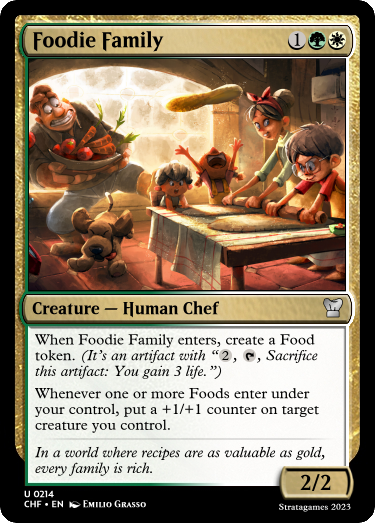 Foodie Family 1
Creature — Human Chef
When Foodie Family enters, create a Food
token. (It's an artifact with “2, , Sacrifice
this artifact: You gain 3 life.”)
Whenever one or more Foods enter under
your control, put a +1/+1 counter on target
creature you control.
In a world where recipes are as valuable as gold,
every family is rich.
2/2
U 0214
CHF • EN Emilio Grasso
Stratagames 2023